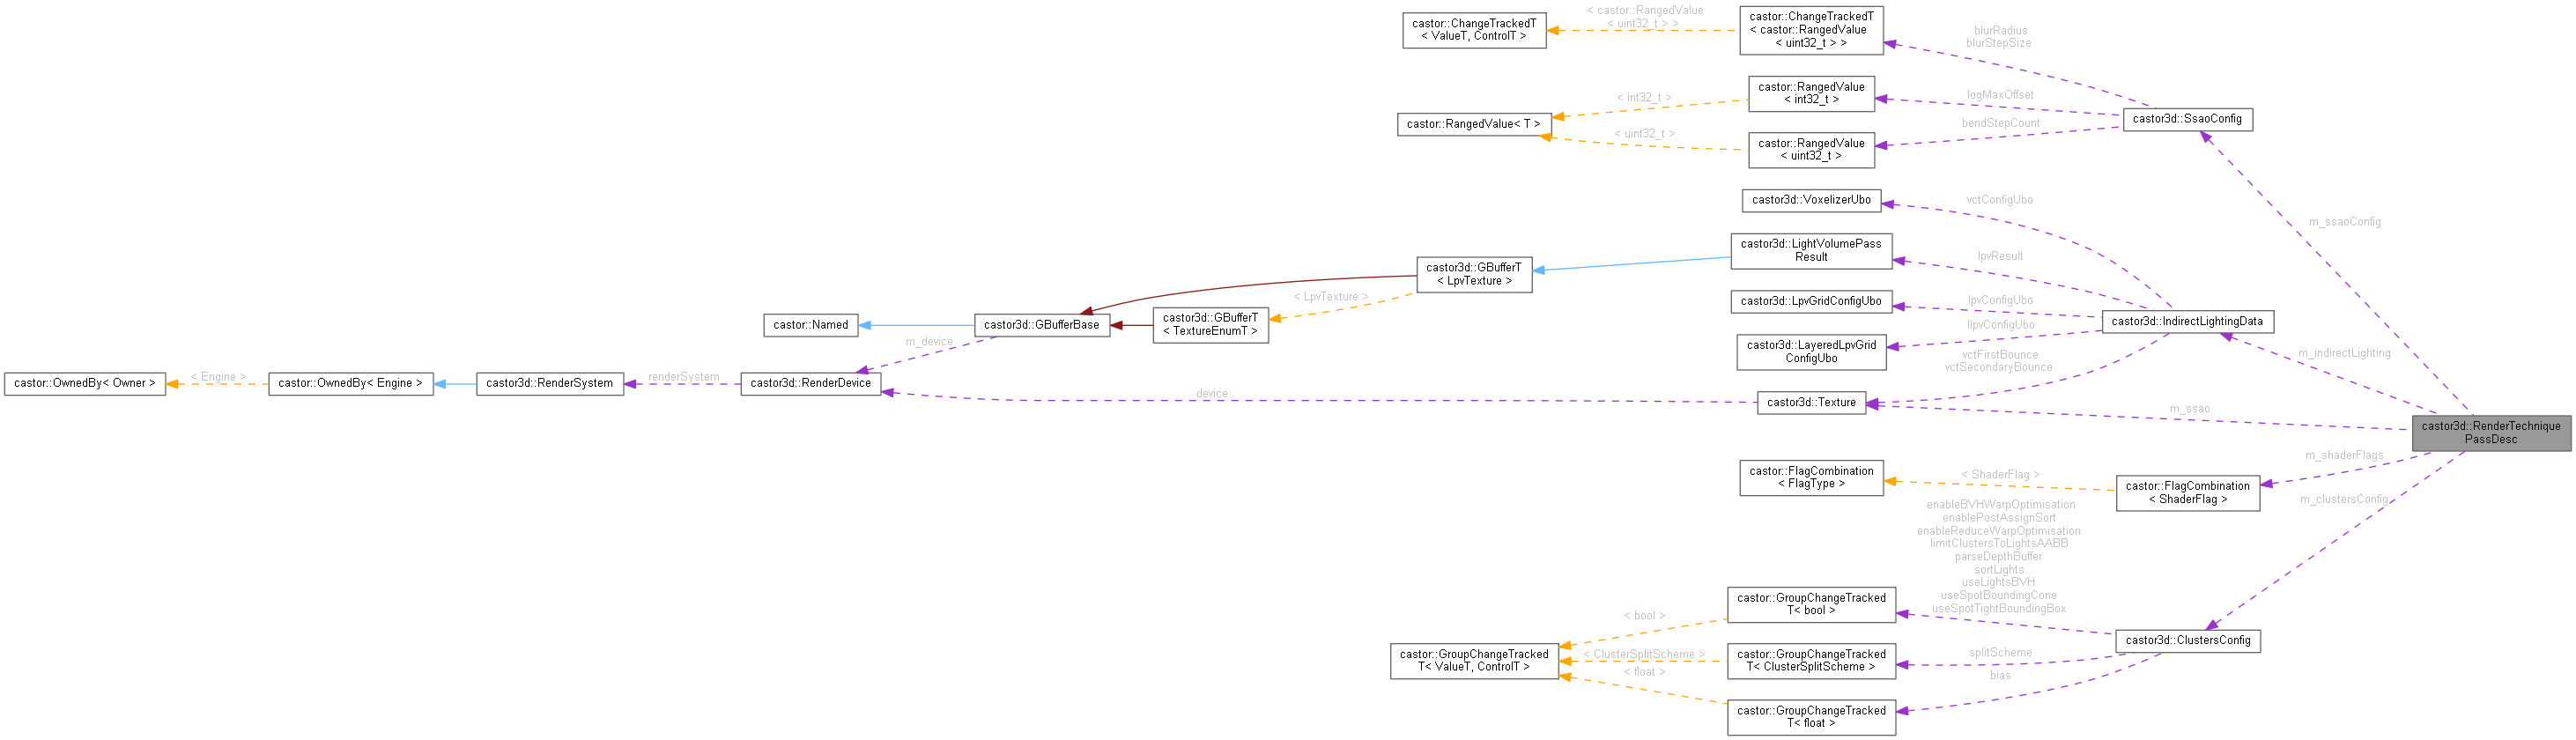 castor::ChangeTrackedT
< ValueT, ControlT >
< castor::RangedValue
< uint32_t > >
castor::ChangeTrackedT
< castor::RangedValue
< uint32_t > >
blurRadius
blurStepSize
castor::RangedValue< T >
< int32_t >
< uint32_t >
castor::RangedValue
< int32_t >
castor::RangedValue
< uint32_t >
logMaxOffset
bendStepCount
castor3d::SsaoConfig
m_ssaoConfig
castor3d::VoxelizerUbo
vctConfigUbo
castor3d::LightVolumePass
Result
lpvResult
castor3d::GBufferT
< LpvTexture >
castor3d::LpvGridConfigUbo
lpvConfigUbo
< LpvTexture >
castor3d::GBufferT
< TextureEnumT >
castor3d::GBufferBase
castor::Named
castor3d::IndirectLightingData
llpvConfigUbo
castor3d::LayeredLpvGrid
ConfigUbo
m_device
m_indirectLighting
vctFirstBounce
vctSecondaryBounce
castor::OwnedBy< Owner >
< Engine >
castor::OwnedBy< Engine >
castor3d::RenderSystem
renderSystem
castor3d::RenderDevice
device
castor3d::Texture
m_ssao
castor3d::RenderTechnique
PassDesc
m_shaderFlags
castor::FlagCombination
< FlagType >
< ShaderFlag >
castor::FlagCombination
< ShaderFlag >
m_clustersConfig
enableBVHWarpOptimisation
enablePostAssignSort
enableReduceWarpOptimisation
limitClustersToLightsAABB
parseDepthBuffer
sortLights
useLightsBVH
useSpotBoundingCone
useSpotTightBoundingBox
castor::GroupChangeTracked
T< bool >
< bool >
castor3d::ClustersConfig
castor::GroupChangeTracked
T< ValueT, ControlT >
< ClusterSplitScheme >
castor::GroupChangeTracked
T< ClusterSplitScheme >
splitScheme
< float >
bias
castor::GroupChangeTracked
T< float >